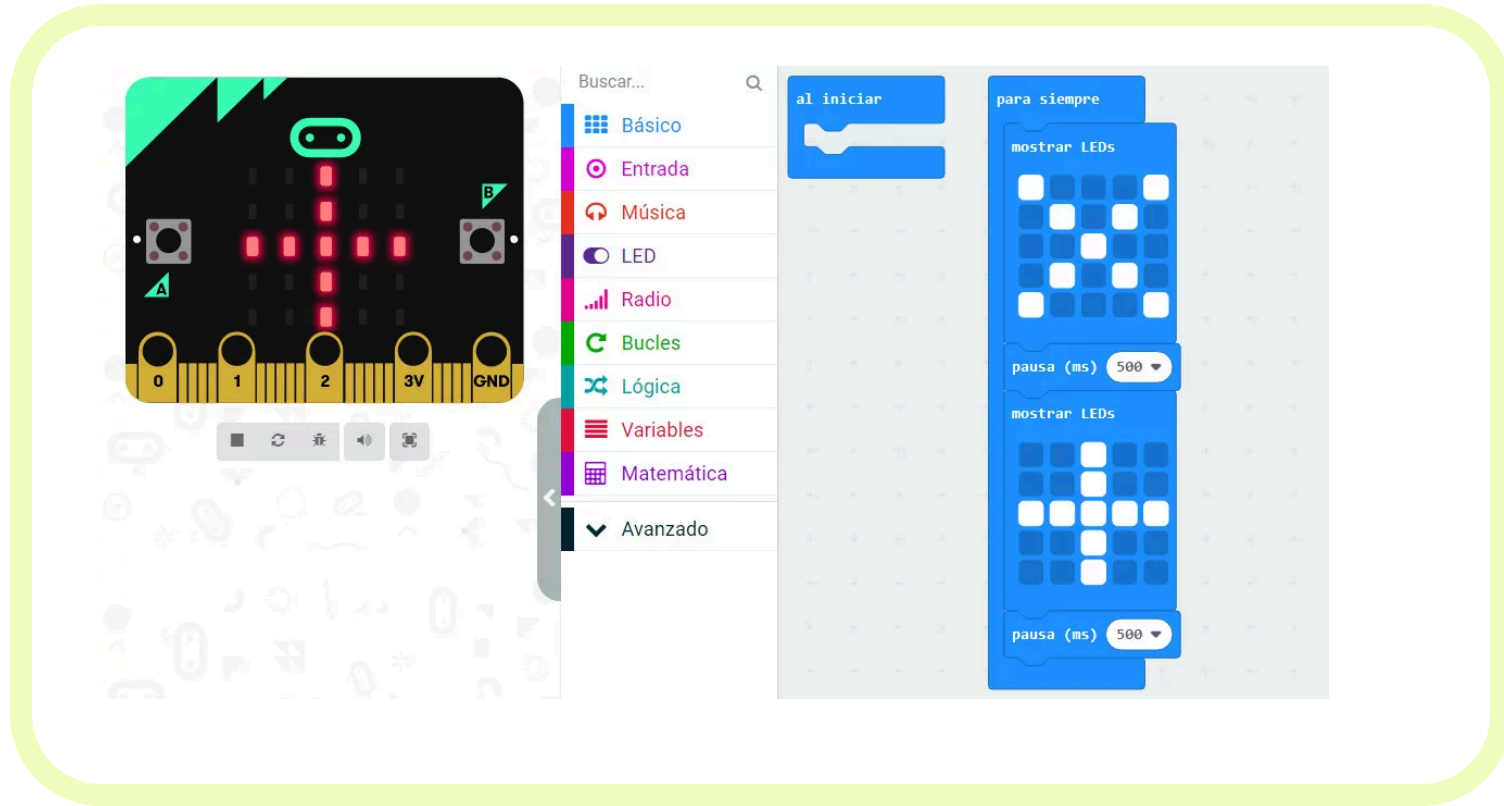 B
A
0 1 2 3V GND
Buscar...
Básico
Entrada
Música
LED
Radio
Bucles
Lógica
Variables
Matemática
Avanzado
al iniciar
para siempre
mostrar LEDs
pausa (ms) 500
mostrar LEDs
pausa (ms) 500